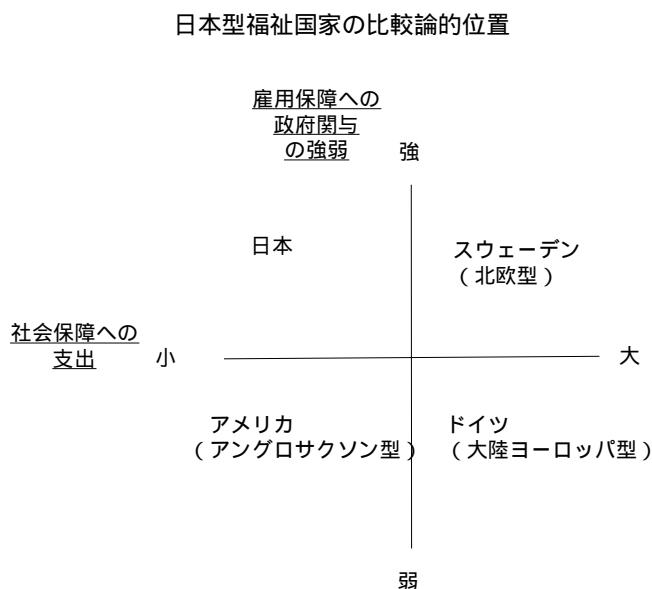 日本型福祉国家の比較論的位置
雇用保障への
政府関与
の強弱
強
日本
スウェーデン
（北欧型）
社会保障への
支出
小
大
アメリカ
（アングロサクソン型）
ドイツ
（大陸ヨーロッパ型）
弱